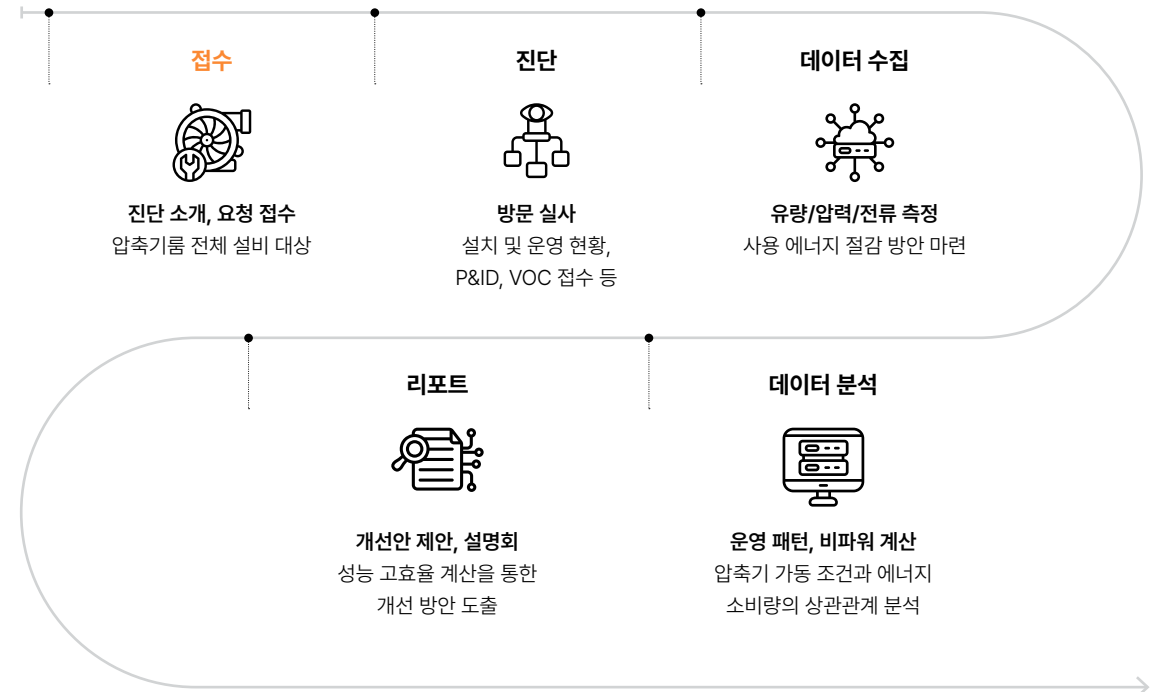 접수
진단 소개, 요청 접수
압축기룸 전체 설비 대상
진단
방문 실사
설치 및 운영 현황,
P&ID, VOC 접수 등
데이터 수집
유량/압력/전류 측정
사용 에너지 절감 방안 마련
데이터 분석
운영 패턴, 비파워 계산
압축기 가동 조건과 에너지
소비량의 상관관계 분석
리포트
개선안 제안, 설명회
성능 고효율 계산을 통한
개선 방안 도출